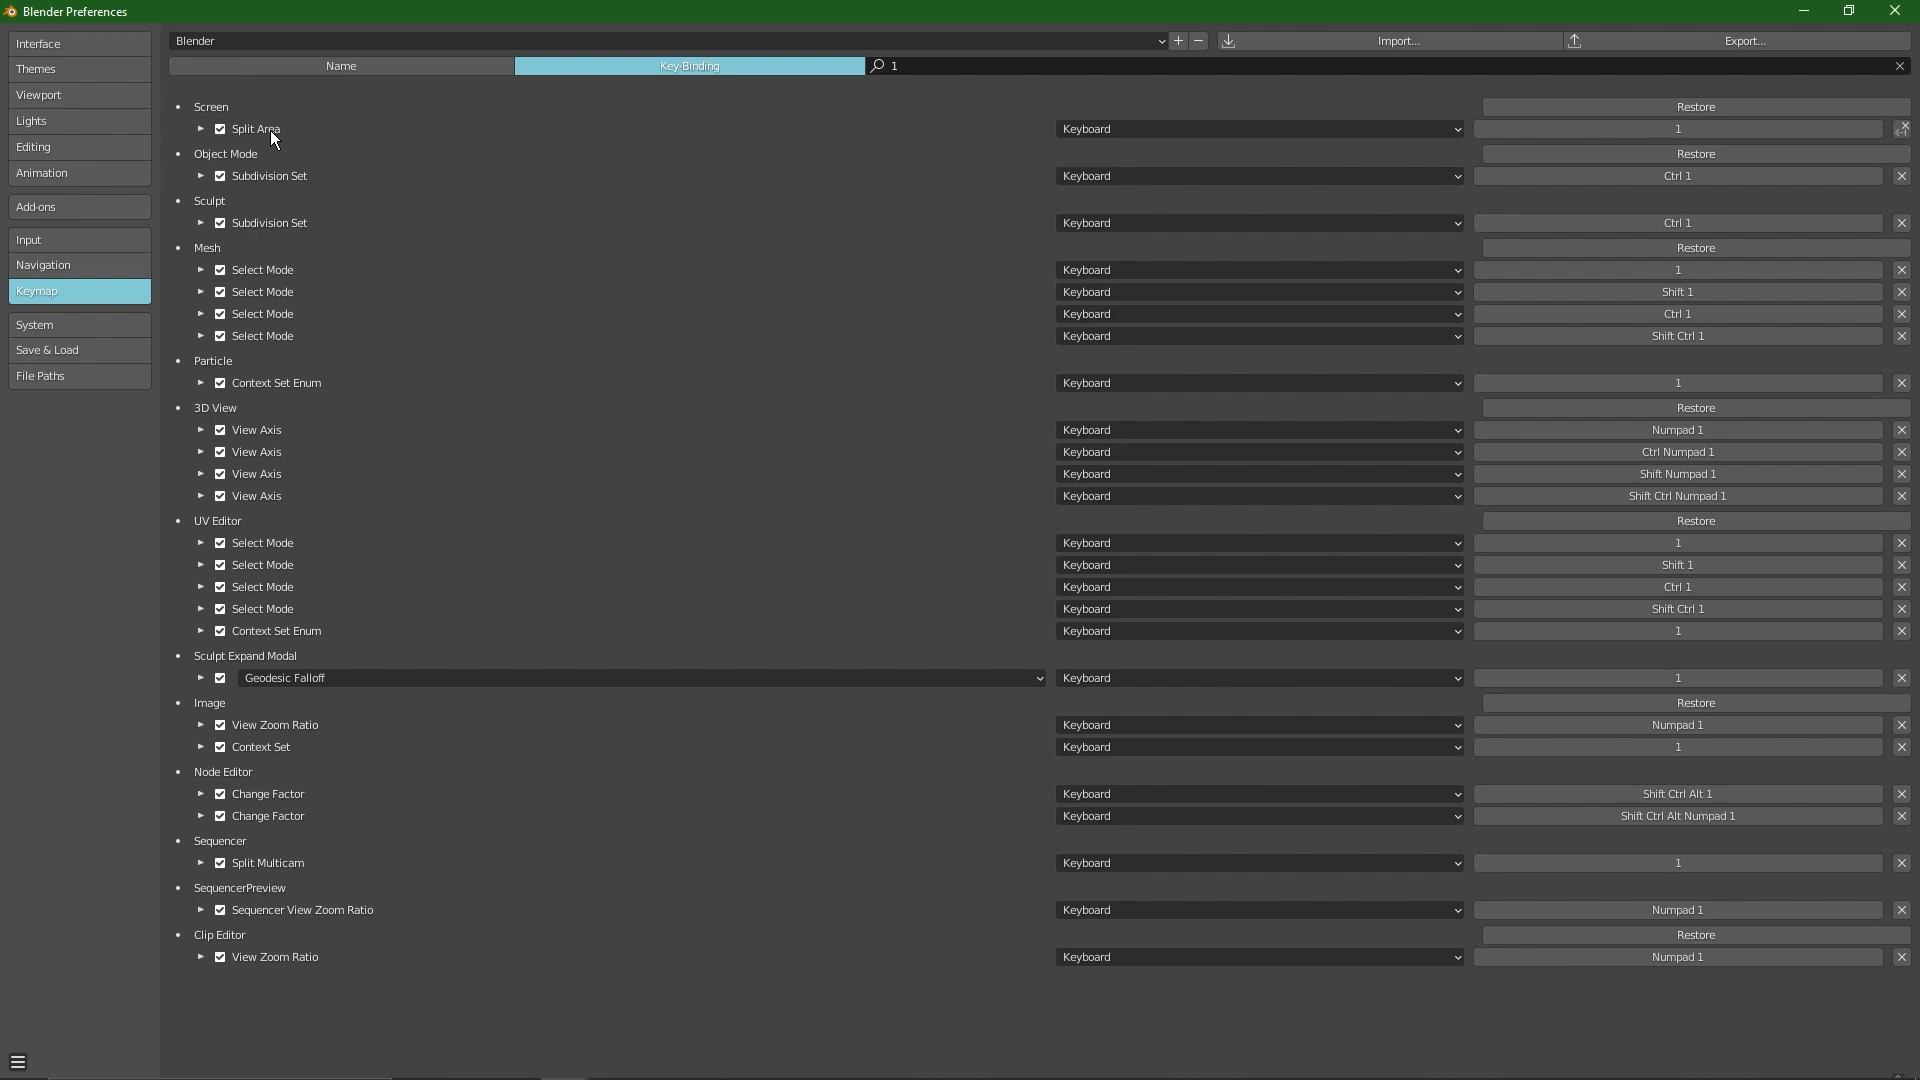 Blender Preferences
Interface
Themes
Viewport
Lights
Editing
Animation
Add-ons
Input
Navigation
Keymap
System
Save & Load
File Paths
Blender
Import...
Export...
Name
Key-Binding
1
Screen
Restore
Split Area
Keyboard
1
Object Mode
Restore
Subdivision Set
Keyboard
Ctrl 1
Sculpt
Subdivision Set
Keyboard
Ctrl 1
Mesh
Restore
Select Mode
Keyboard
1
Select Mode
Keyboard
Shift 1
Select Mode
Keyboard
Ctrl 1
Select Mode
Keyboard
Shift Ctrl 1
Particle
Context Set Enum
Keyboard
1
3D View
Restore
View Axis
Keyboard
Numpad 1
View Axis
Keyboard
Ctrl Numpad 1
View Axis
Keyboard
Shift Numpad 1
View Axis
Keyboard
Shift Ctrl Numpad 1
UV Editor
Restore
Select Mode
Keyboard
1
Select Mode
Keyboard
Shift 1
Select Mode
Keyboard
Ctrl 1
Select Mode
Keyboard
Shift Ctrl 1
Context Set Enum
Keyboard
1
Sculpt Expand Modal
Geodesic Falloff
Keyboard
1
Image
Restore
View Zoom Ratio
Keyboard
Numpad 1
Context Set
Keyboard
1
Node Editor
Change Factor
Keyboard
Shift Ctrl Alt 1
Change Factor
Keyboard
Shift Ctrl Alt Numpad 1
Sequencer
Split Multicam
Keyboard
1
SequencerPreview
Sequencer View Zoom Ratio
Keyboard
Numpad 1
Clip Editor
Restore
View Zoom Ratio
Keyboard
Numpad 1